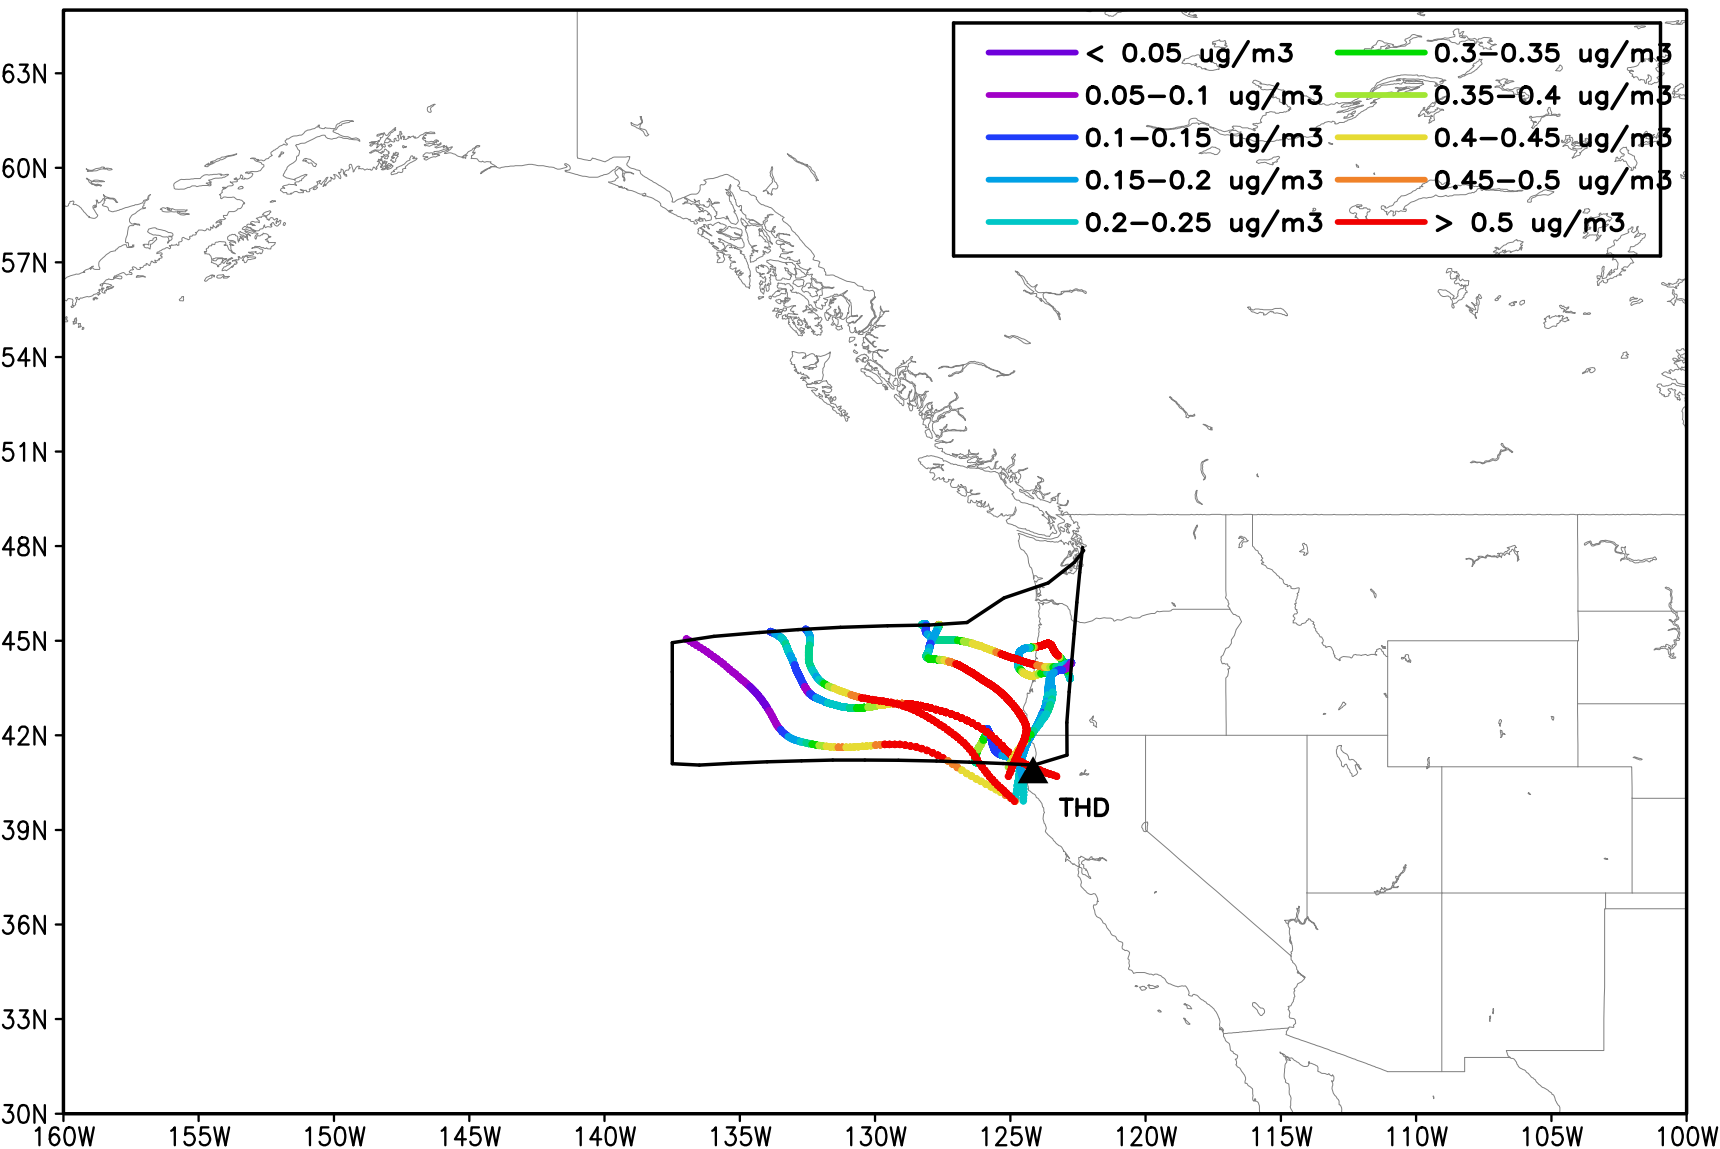 < 0.05 ug/m3 0.3-0.35 ug/m3
0.05-0.1 ug/m3 0.35-0.4 ug/m3
0.1-0.15 ug/m3 0.4-0.45 ug/m3
0.15-0.2 ug/m3 0.45-0.5 ug/m3
0.2-0.25 ug/m3 > 0.5 ug/m3
63N
60N
57N
54N
51N
48N
45N
42N
39N
36N
33N
30N
THD
160W 155W 150W 145W 140W 135W 130W 125W 120W 115W 110W 105W 100W